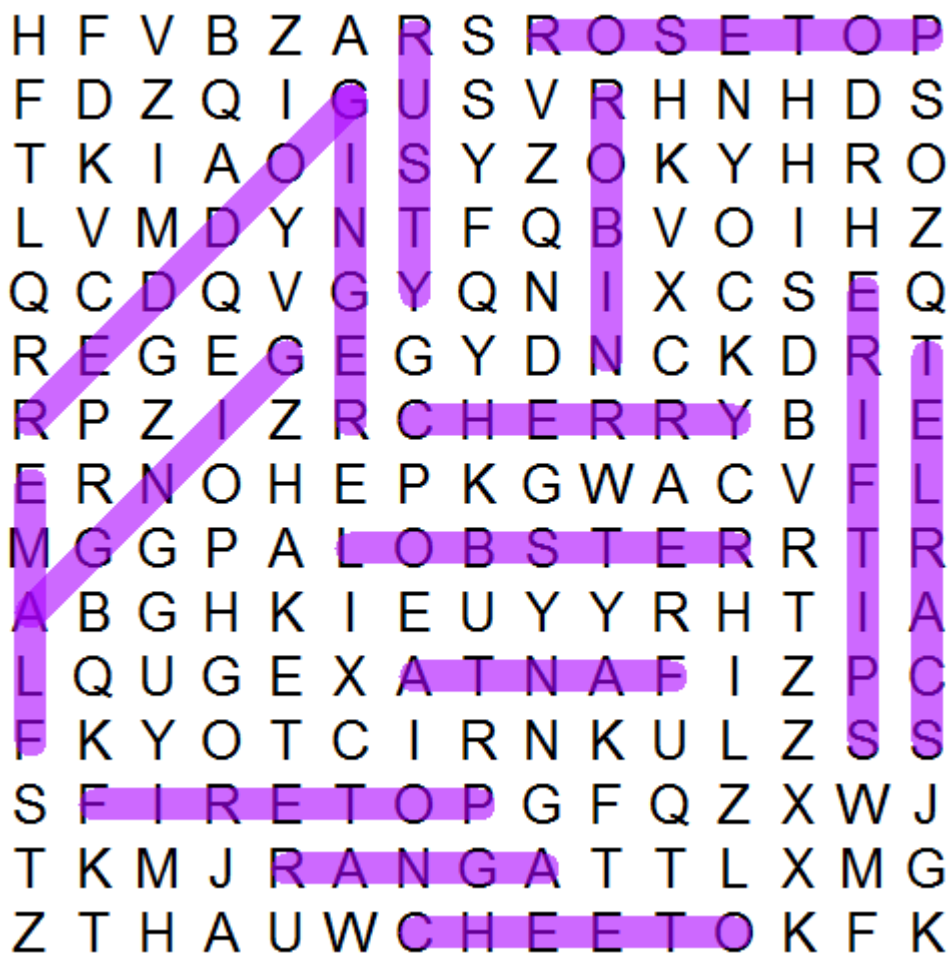 H F V B Z A R S R O S E T O P
F D Z Q I G U S V R H N H D S
T K I A O I S Y Z O K Y H R O
L V M D Y N T F Q B V O I H Z
Q C D Q V G Y Q N I X C S E Q
R E G E G E G Y D N C K D R T
R P Z I Z R C H E R R Y B I E
E R N O H E P K G W A C V F L
M G G P A L O B S T E R R T R
A B G H K I E U Y Y R H T I A
L Q U G E X A T N A F I Z P C
F K Y O T C I R N K U L Z S S
S F I R E T O P G F Q Z X W J
T K M J R A N G A T T L X M G
Z T H A U W C H E E T O K F K